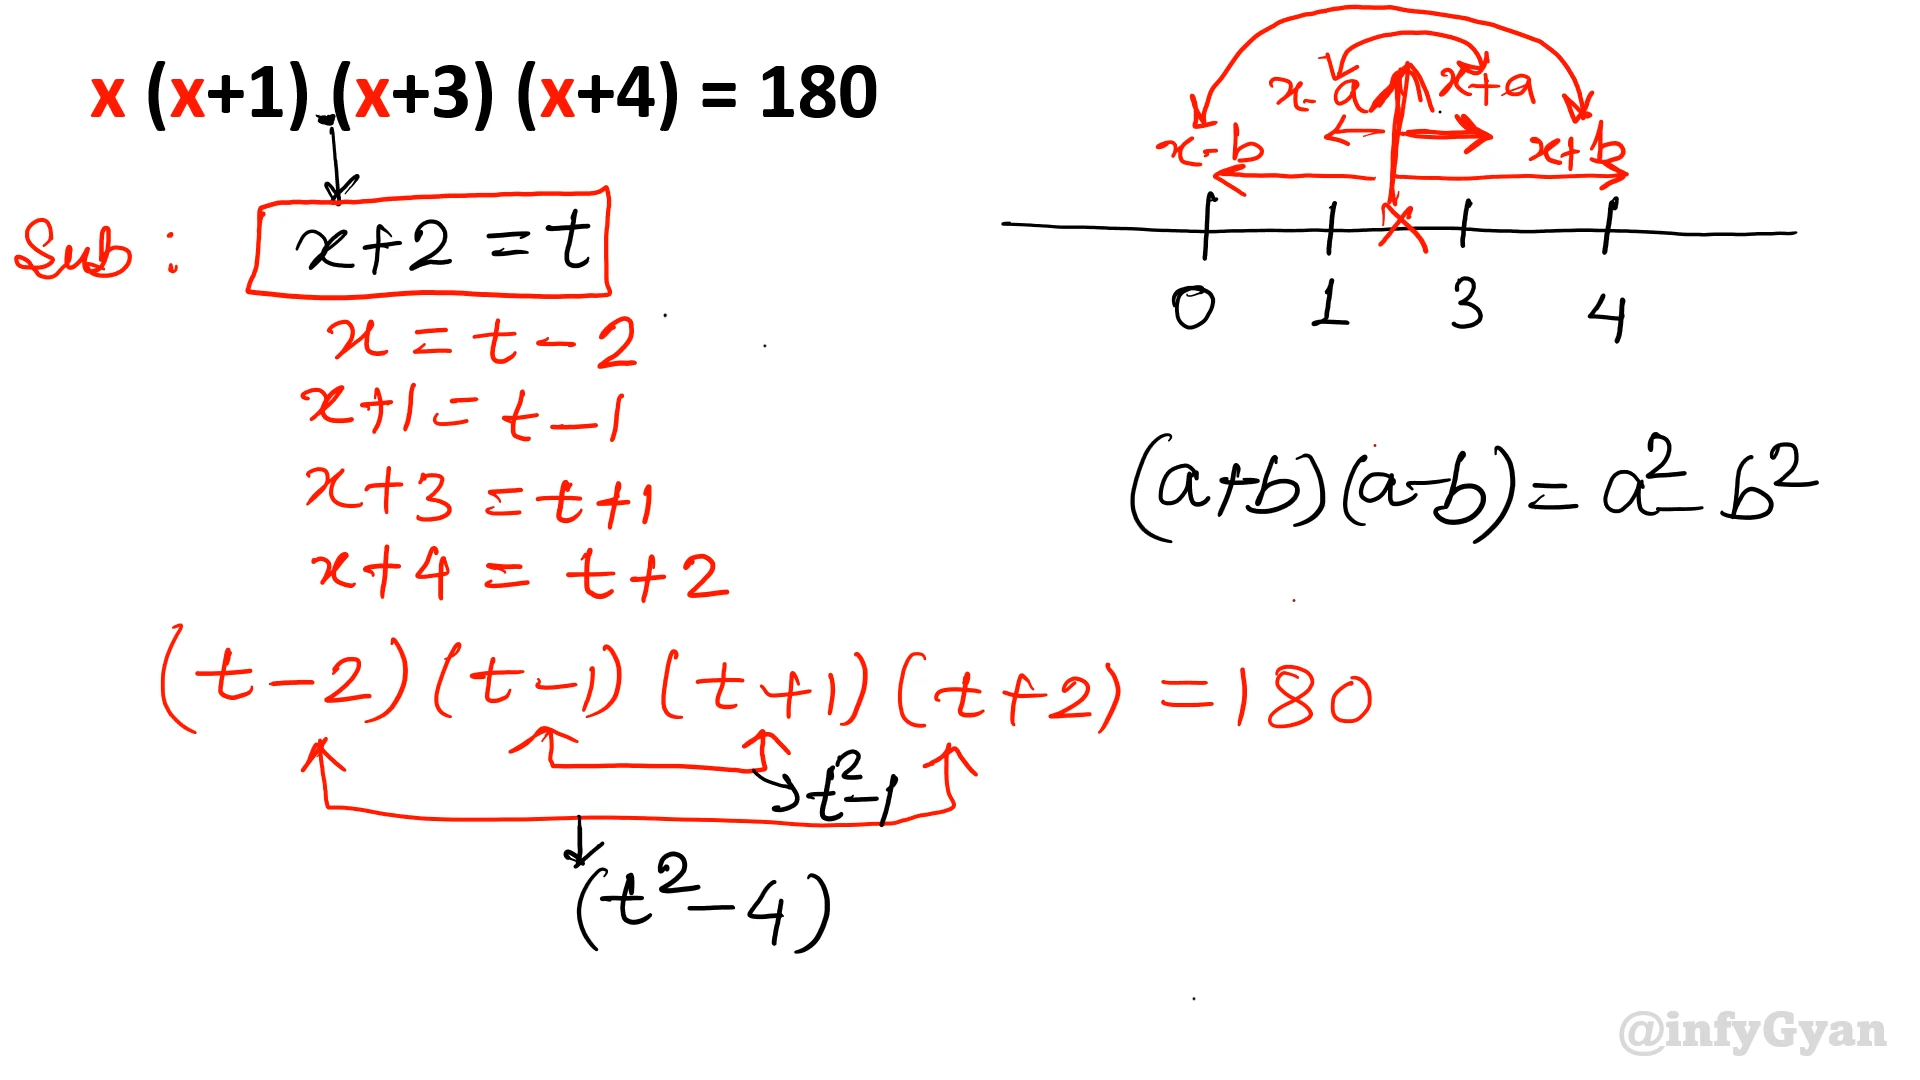 x (x+1) (x+3) (x+4) = 180
Sub : x+2 = t
x = t - 2
x+1 = t - 1
x+3 = t+1
x+4 = t+2
(t-2) (t-1) (t+1) (t+2) = 180
t²-1
(t²-4)
x-a x+a
x-b x+b
0 1 3 4
(a+b) (a-b) = a² - b²
@infyGyan